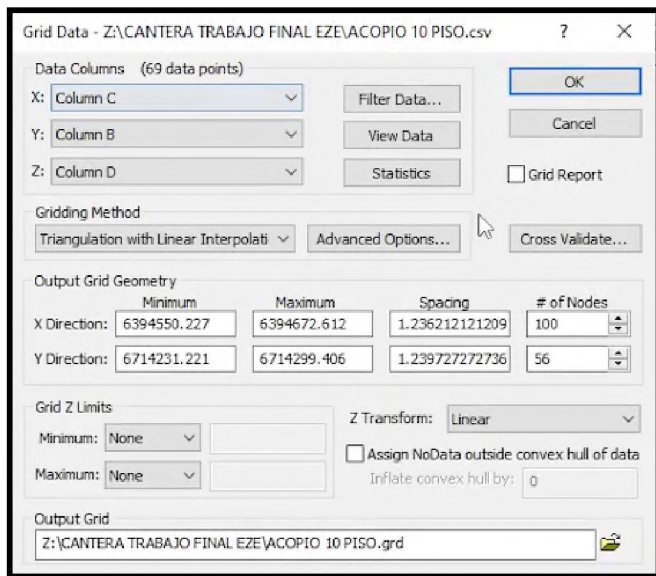 Grid Data - Z:\CANTERA TRABAJO FINAL EZE\ACOPIO 10 PISO.csv ? ✕
Data Columns (69 data points)
OK
X: Column C
Filter Data...
Cancel
Y: Column B
View Data
Z: Column D
Statistics
Grid Report
Gridding Method
Triangulation with Linear Interpolati
Advanced Options...
Cross Validate...
Output Grid Geometry
Minimum Maximum Spacing # of Nodes
X Direction: 6394550.227 6394672.612 1.236212121209 100
Y Direction: 6714231.221 6714299.406 1.239727272736 56
Grid Z Limits
Z Transform: Linear
Minimum: None
Assign NoData outside convex hull of data
Maximum: None
Inflate convex hull by: 0
Output Grid
Z:\CANTERA TRABAJO FINAL EZE\ACOPIO 10 PISO.grd